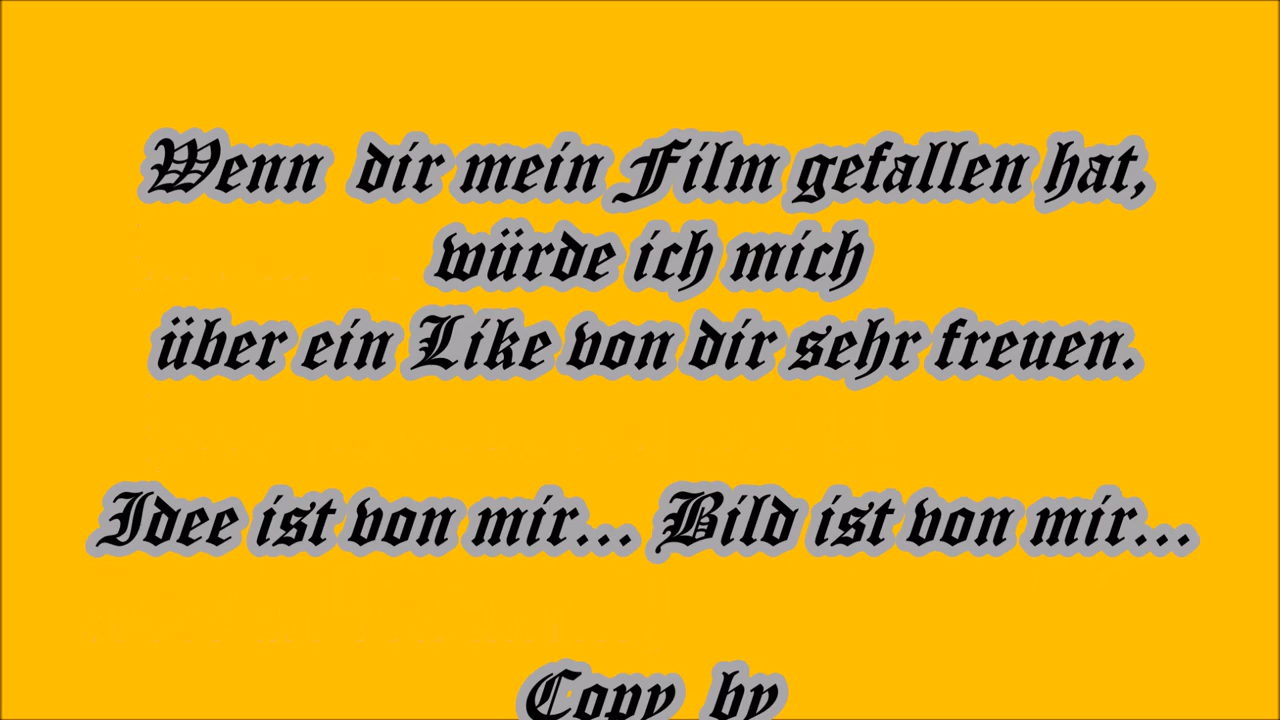 Wenn dir mein Film gefallen hat,
würde ich mich
über ein Like von dir sehr freuen.
Idee ist von mir... Bild ist von mir...
Copy by